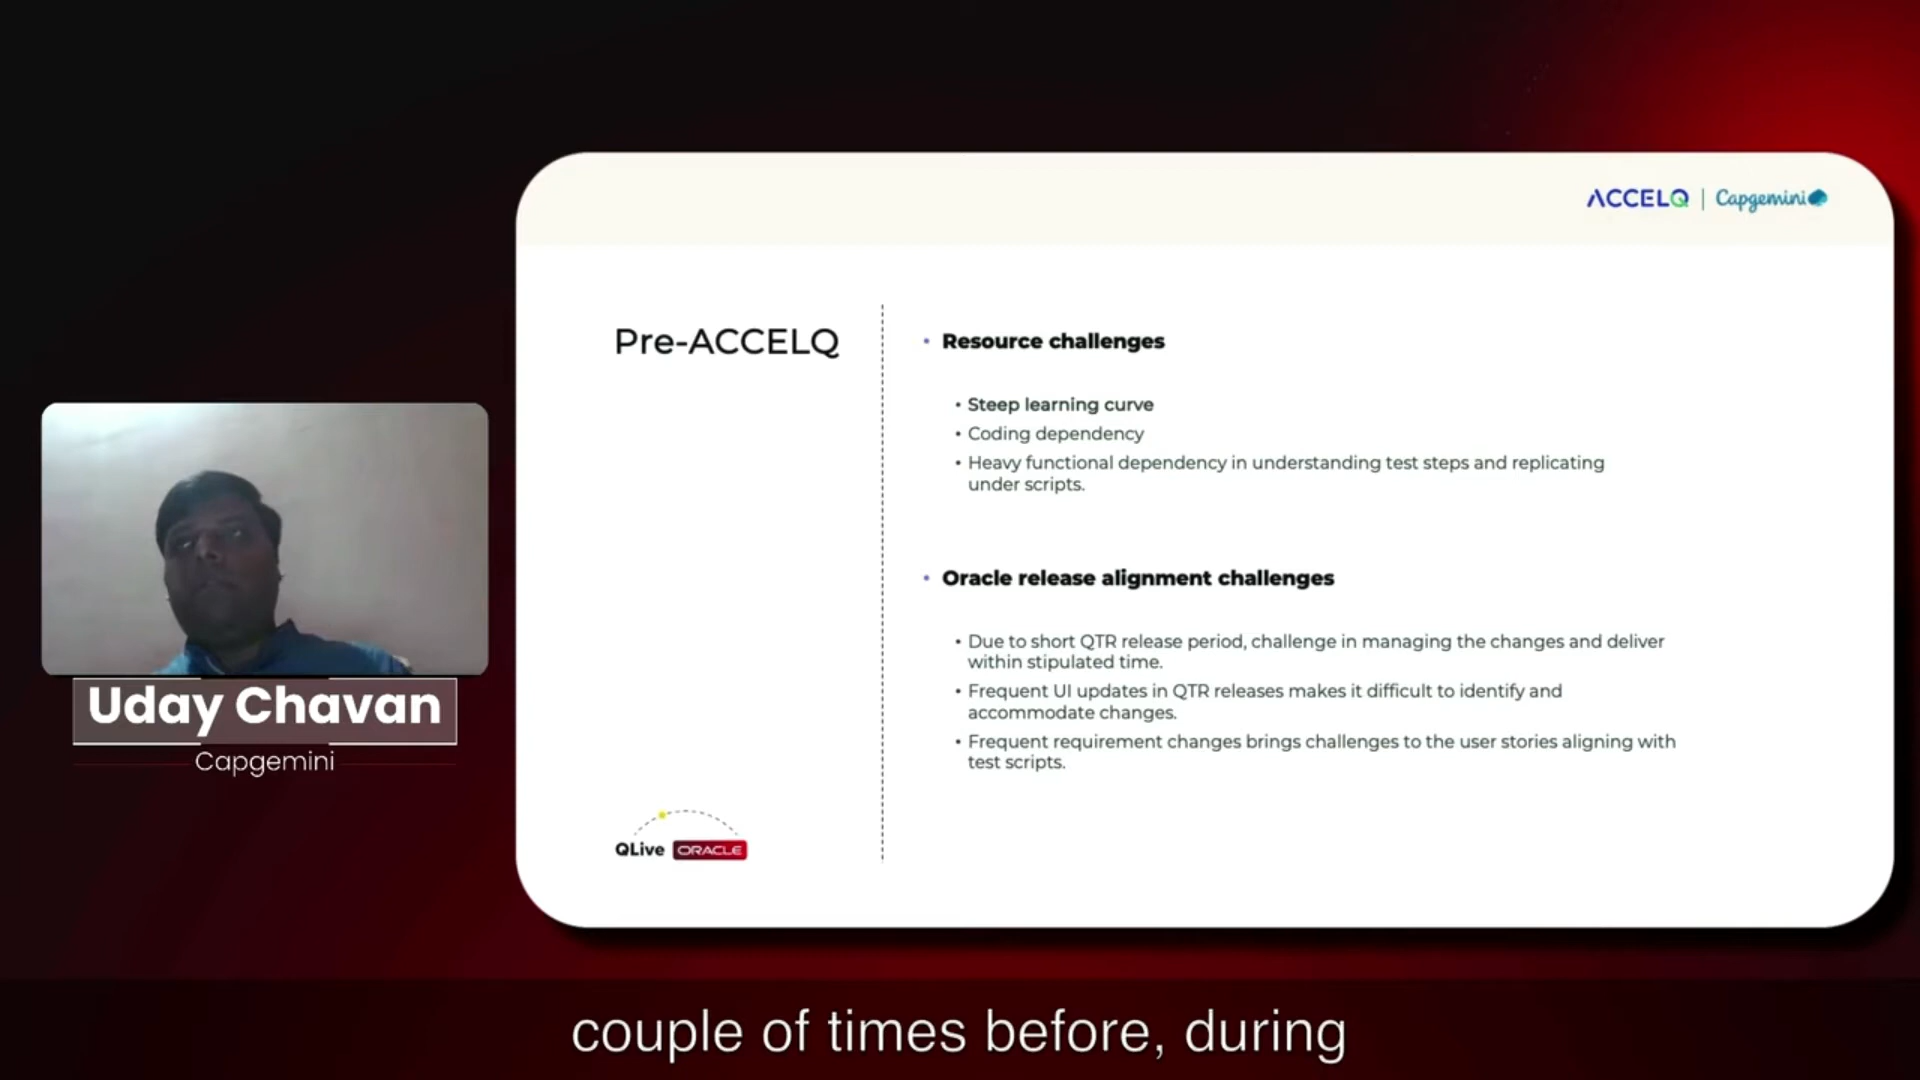 ACCELQ | Capgemini
Pre-ACCELQ
• Resource challenges
• Steep learning curve
• Coding dependency
• Heavy functional dependency in understanding test steps and replicating
under scripts.
• Oracle release alignment challenges
• Due to short QTR release period, challenge in managing the changes and deliver
within stipulated time.
• Frequent UI updates in QTR releases makes it difficult to identify and
accommodate changes.
• Frequent requirement changes brings challenges to the user stories aligning with
test scripts.
QLive ORACLE
Uday Chavan
Capgemini
couple of times before, during